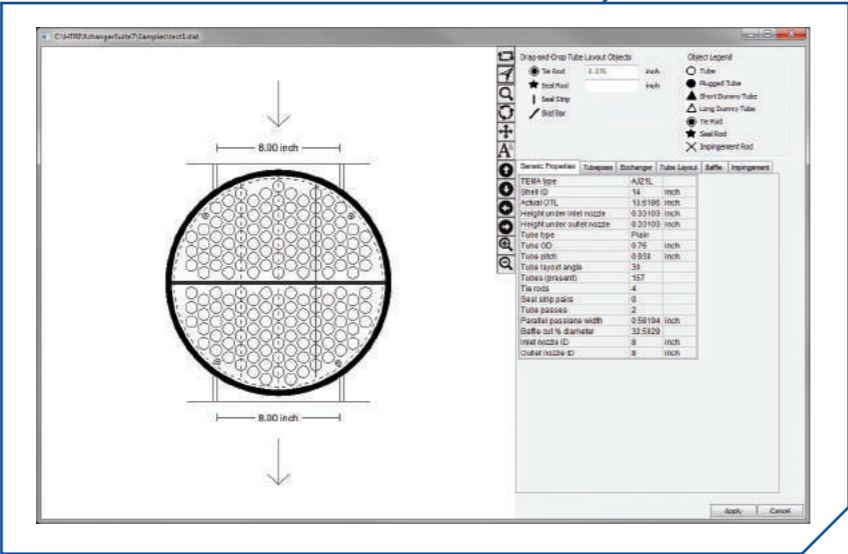 C:\HTRI\XchangerSuite7\Samples\test5.dat
Drag-and-Drop Tube Layout Objects
Tie Rod 0.375 inch
Seal Rod inch
Seal Strip
Skid Bar
Object Legend
Tube
Plugged Tube
Short Dummy Tube
Long Dummy Tube
Tie Rod
Seal Rod
Impingement Rod
8.00 inch
8.00 inch
A
Generic Properties Tubepass Exchanger Tube Layout Baffle Impingement
TEMA type AJ21L
Shell ID 14 inch
Actual OTL 13.6186 inch
Height under inlet nozzle 0.33103 inch
Height under outlet nozzle 0.33103 inch
Tube type Plain
Tube OD 0.75 inch
Tube pitch 0.938 inch
Tube layout angle 30
Tubes (present) 157
Tie rods 4
Seal strip pairs 0
Tube passes 2
Parallel passlane width 0.58194 inch
Baffle cut % diameter 32.5929
Inlet nozzle ID 8 inch
Outlet nozzle ID 8 inch
Apply Cancel